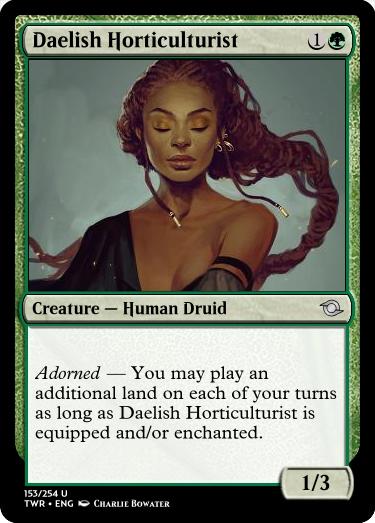 Daelish Horticulturist 1
Creature — Human Druid
Adorned — You may play an
additional land on each of your turns
as long as Daelish Horticulturist is
equipped and/or enchanted.
1/3
153/254 U
TWR • ENG Charlie Bowater